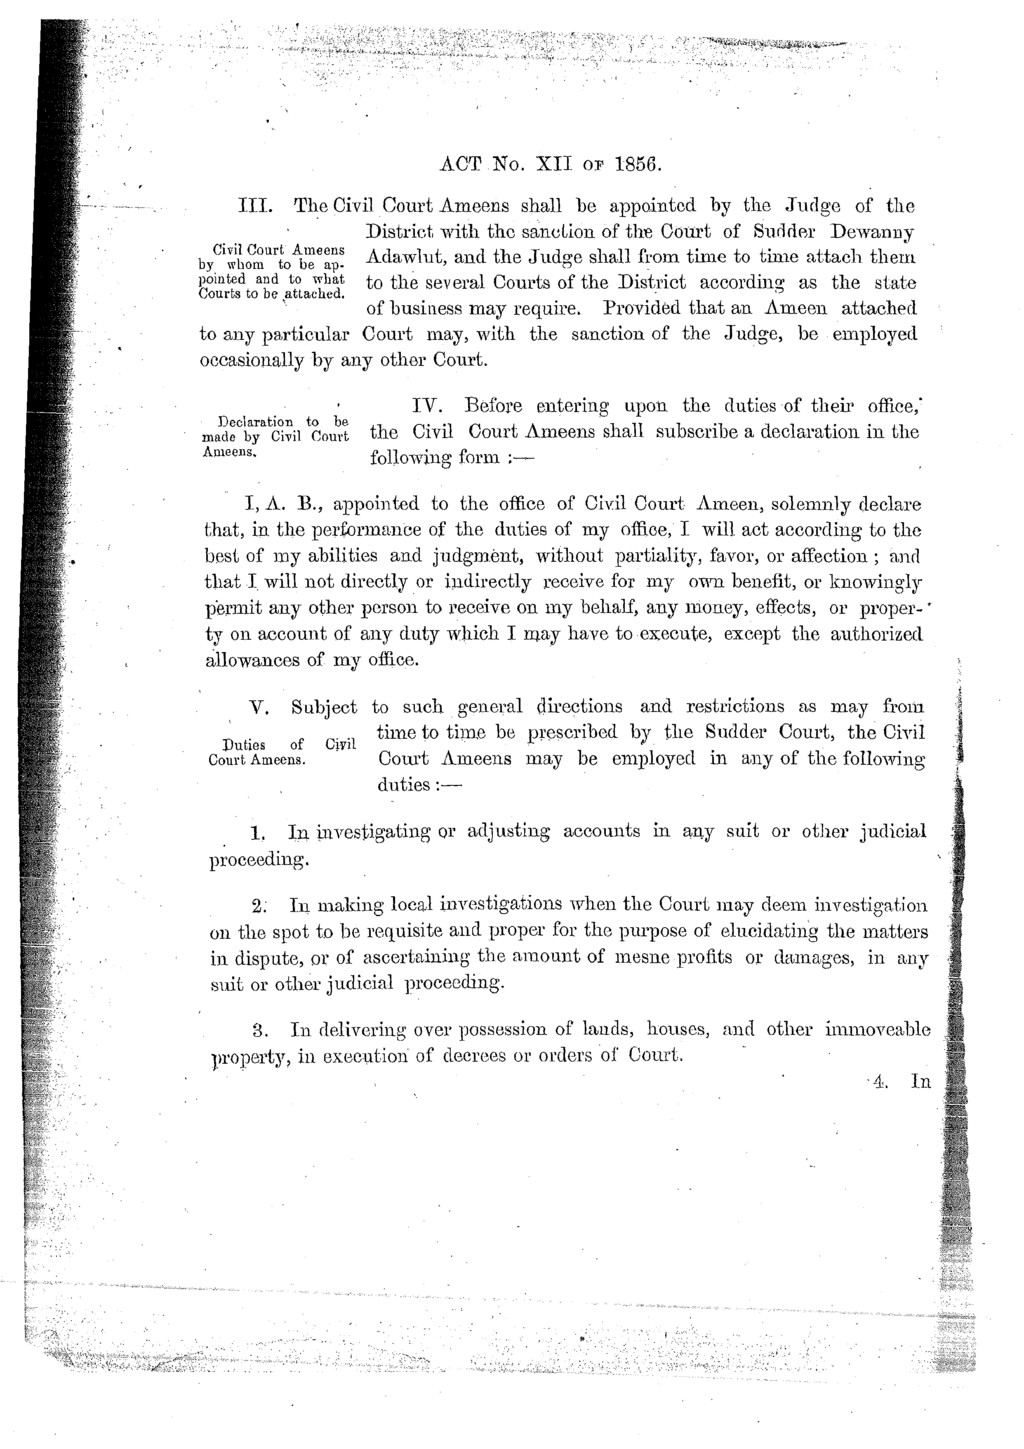 ACT No. XII OF 1856.
III. The Civil Court Ameens shall be appointed by the Judge of the
District with the sanction of the Court of Sudder Dewanny
Adawlut, and the Judge shall from time to time attach them
to the several Courts of the District according as the state
of business may require. Provided that an Ameen attached
Civil Court Ameens
by whom to be ap-
pointed and to what
Courts to be attached.
to any particular Court may, with the sanction of the Judge, be employed
occasionally by any other Court.
IV. Before entering upon the duties of their office,
the Civil Court Ameens shall subscribe a declaration in the
following form :—
Declaration to be
made by Civil Court
Ameens.
I, A. B., appointed to the office of Civil Court Ameen, solemnly declare
that, in the performance of the duties of my office, I will act according to the
best of my abilities and judgment, without partiality, favor, or affection ; and
that I will not directly or indirectly receive for my own benefit, or knowingly
permit any other person to receive on my behalf, any money, effects, or proper-
ty on account of any duty which I may have to execute, except the authorized
allowances of my office.
V. Subject to such general directions and restrictions as may from
time to time be prescribed by the Sudder Court, the Civil
Court Ameens may be employed in any of the following
duties :—
Duties of Civil
Court Ameens.
1. In investigating or adjusting accounts in any suit or other judicial
proceeding.
2. In making local investigations when the Court may deem investigation
on the spot to be requisite and proper for the purpose of elucidating the matters
in dispute, or of ascertaining the amount of mesne profits or damages, in any
suit or other judicial proceeding.
3. In delivering over possession of lands, houses, and other immoveable
property, in execution of decrees or orders of Court.
4. In